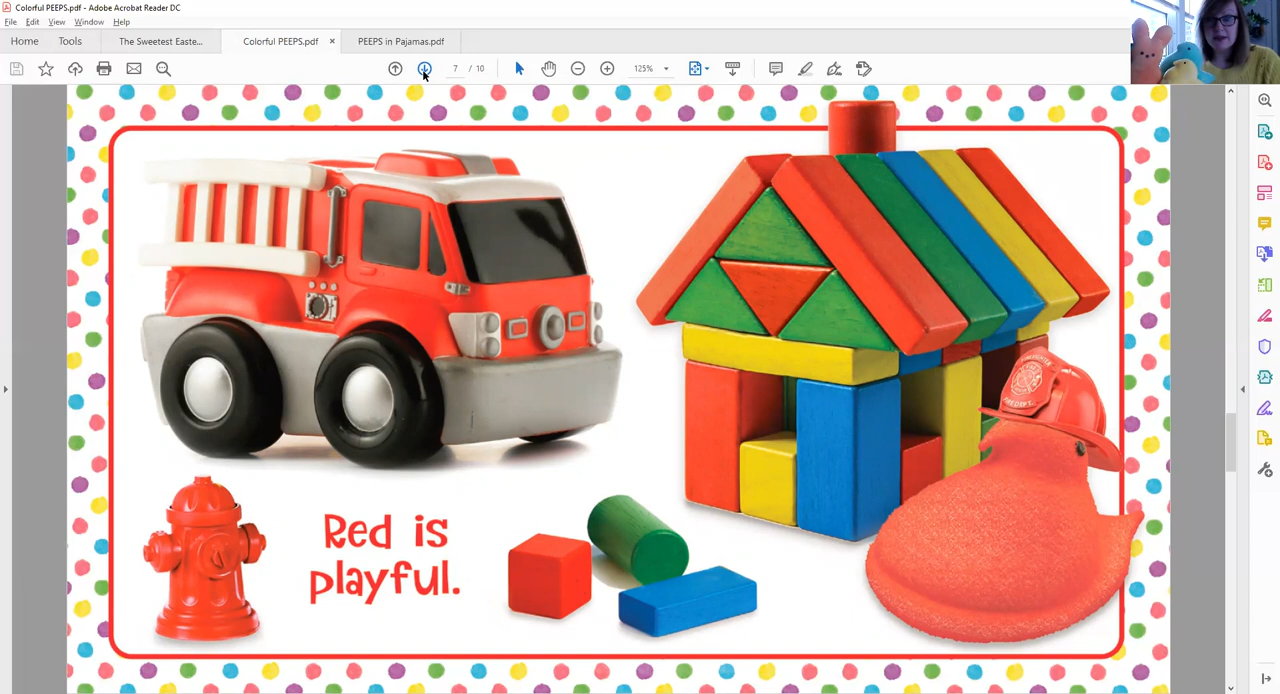 Colorful PEEPS.pdf - Adobe Acrobat Reader DC
File Edit View Window Help
Home Tools The Sweetest Easte... Colorful PEEPS.pdf × PEEPS in Pajamas.pdf
7 / 10 125%
Red is
playful.